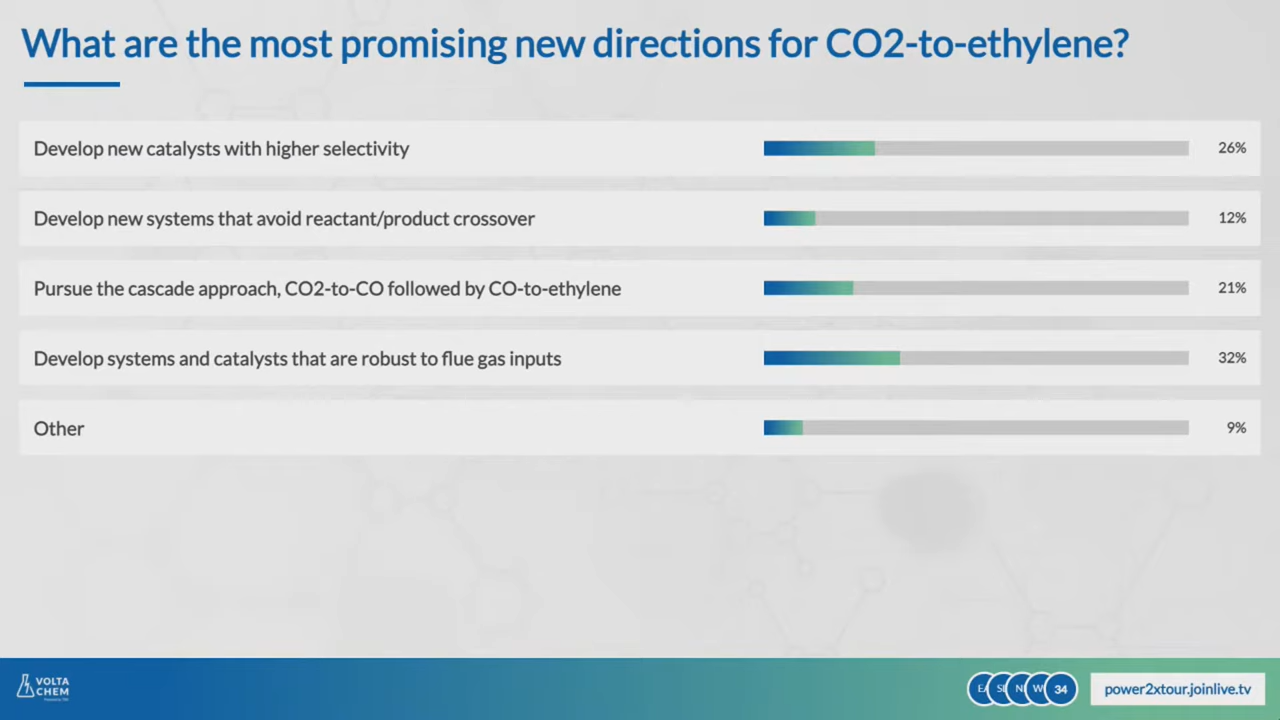 What are the most promising new directions for CO2-to-ethylene?
Develop new catalysts with higher selectivity
26%
Develop new systems that avoid reactant/product crossover
12%
Pursue the cascade approach, CO2-to-CO followed by CO-to-ethylene
21%
Develop systems and catalysts that are robust to flue gas inputs
32%
Other
9%
VOLTA
CHEM
34
power2xtour.joinlive.tv